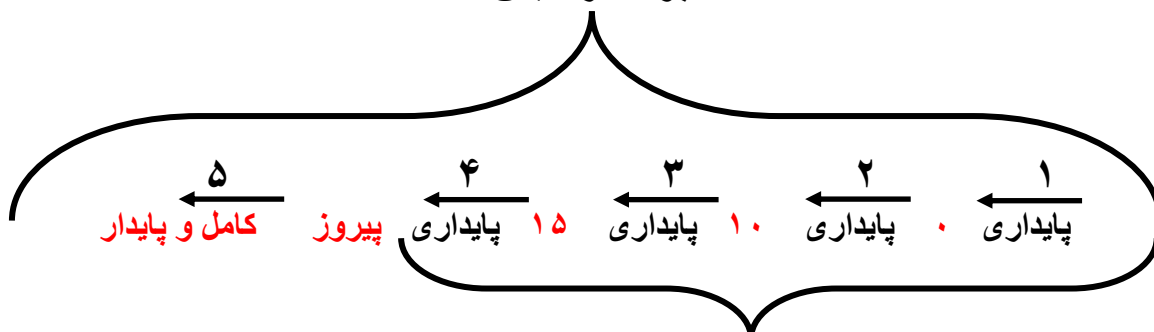 ۱ ۲ ۳ ۴ ۵
پایداری ۰ پایداری ۱۰ پایداری ۱۵ پایداری پیروز کامل و پایدار